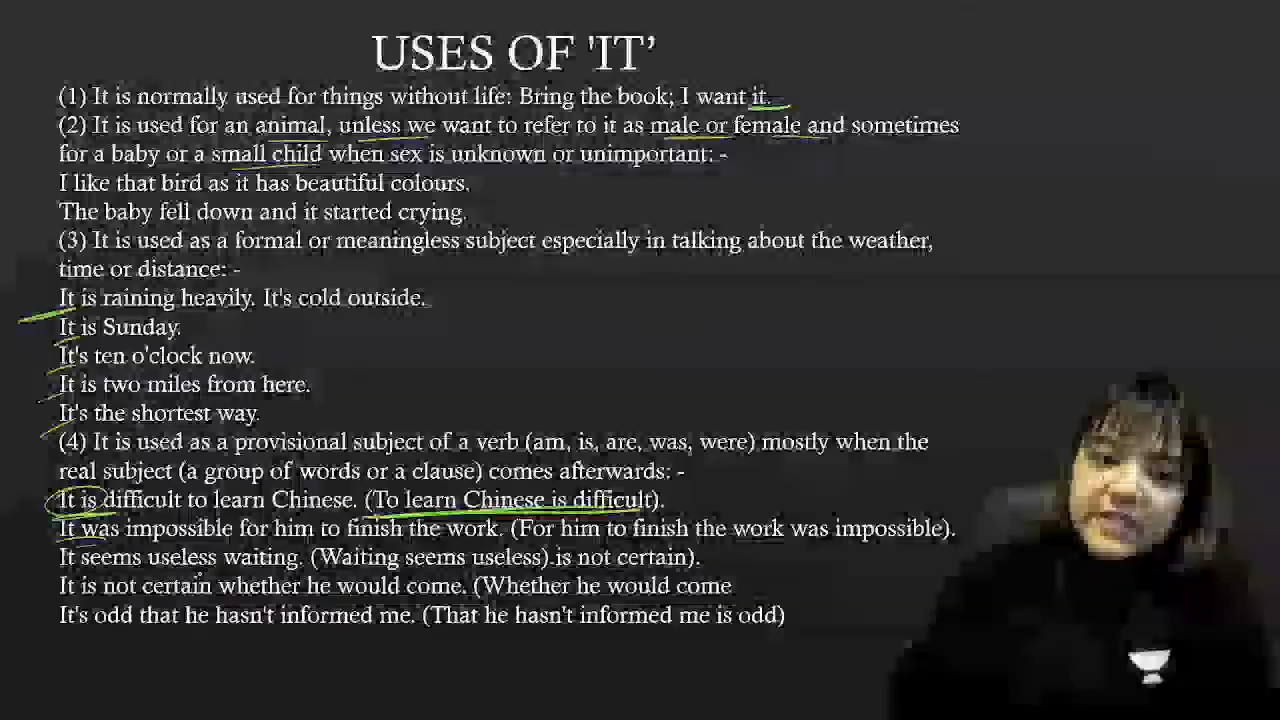 USES OF 'IT’
(1) It is normally used for things without life: Bring the book; I want it.
(2) It is used for an animal, unless we want to refer to it as male or female and sometimes
for a baby or a small child when sex is unknown or unimportant: -
I like that bird as it has beautiful colours.
The baby fell down and it started crying.
(3) It is used as a formal or meaningless subject especially in talking about the weather,
time or distance: -
It is raining heavily. It's cold outside.
It is Sunday.
It's ten o'clock now.
It is two miles from here.
It's the shortest way.
(4) It is used as a provisional subject of a verb (am, is, are, was, were) mostly when the
real subject (a group of words or a clause) comes afterwards: -
It is difficult to learn Chinese. (To learn Chinese is difficult).
It was impossible for him to finish the work. (For him to finish the work was impossible).
It seems useless waiting. (Waiting seems useless).is not certain).
It is not certain whether he would come. (Whether he would come
It's odd that he hasn't informed me. (That he hasn't informed me is odd)